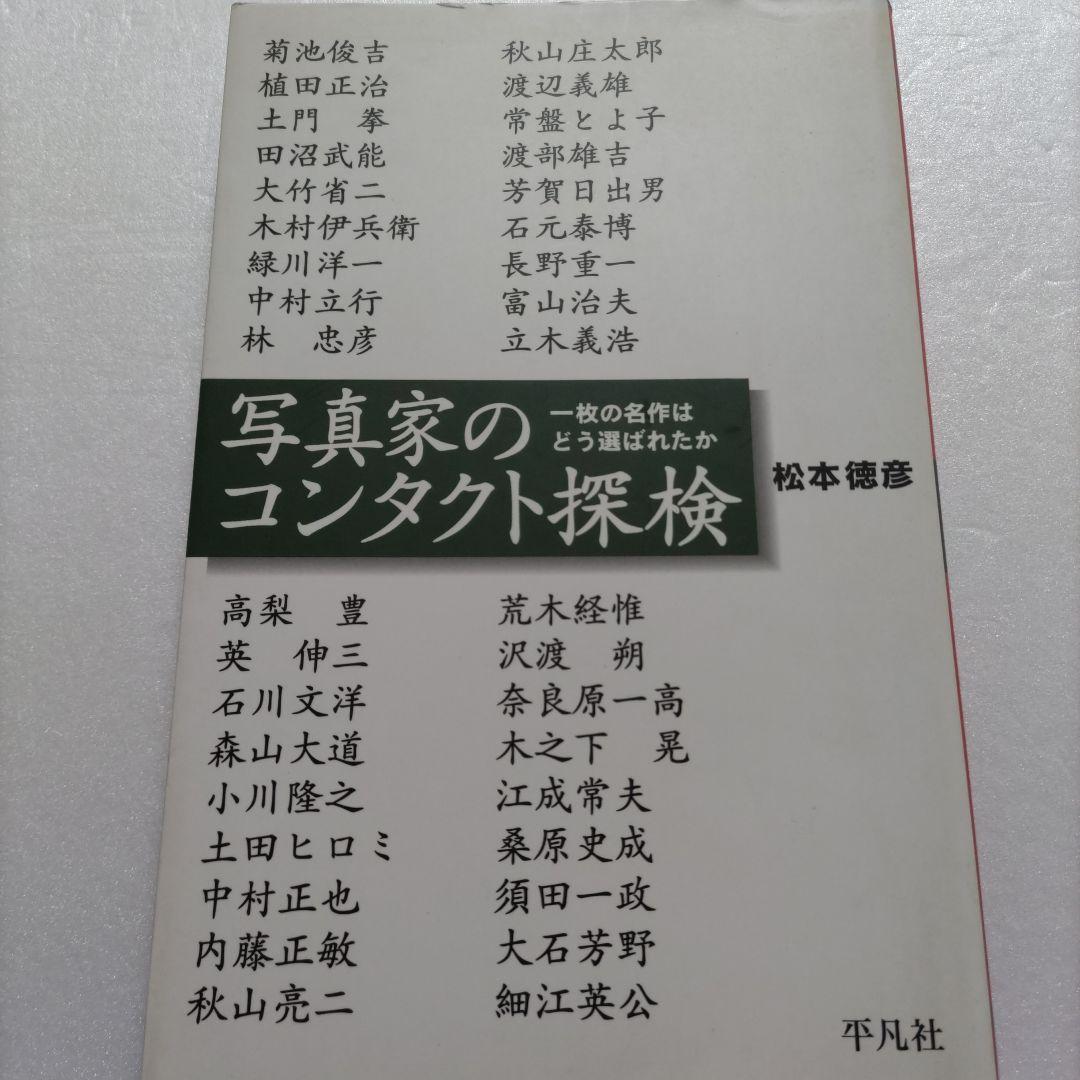 菊池俊吉
植田正治
土門　拳
田沼武能
大竹省二
木村伊兵衛
緑川洋一
中村立行
林　忠彦
秋山庄太郎
渡辺義雄
常盤とよ子
渡部雄吉
芳賀日出男
石元泰博
長野重一
富山治夫
立木義浩
写真家の
コンタクト探検
一枚の名作は
どう選ばれたか
松本徳彦
高梨　豊
英　伸三
石川文洋
森山大道
小川隆之
土田ヒロミ
中村正也
内藤正敏
秋山亮二
荒木経惟
沢渡　朔
奈良原一高
木之下　晃
江成常夫
桑原史成
須田一政
大石芳野
細江英公
平凡社